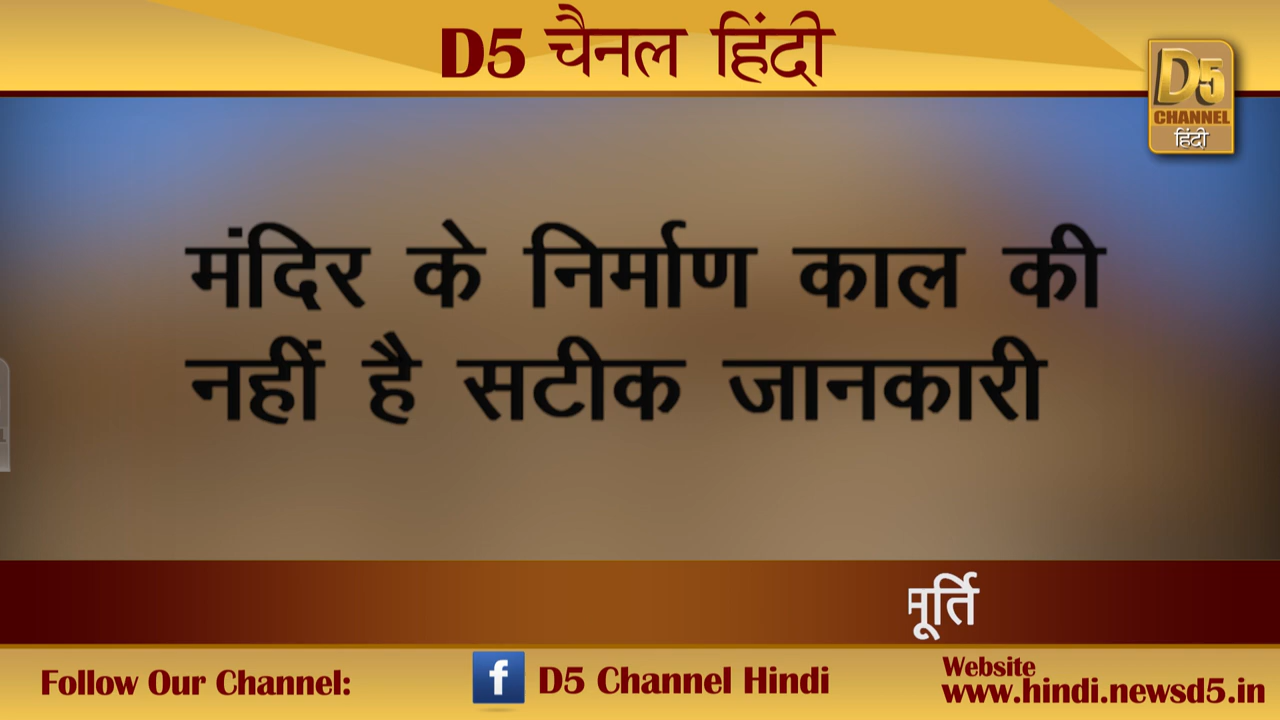 D5 चैनल हिंदी
D5
CHANNEL
हिंदी
मंदिर के निर्माण काल की
नहीं है सटीक जानकारी
मूर्ति
Follow Our Channel:
f D5 Channel Hindi
Website
www.hindi.newsd5.in